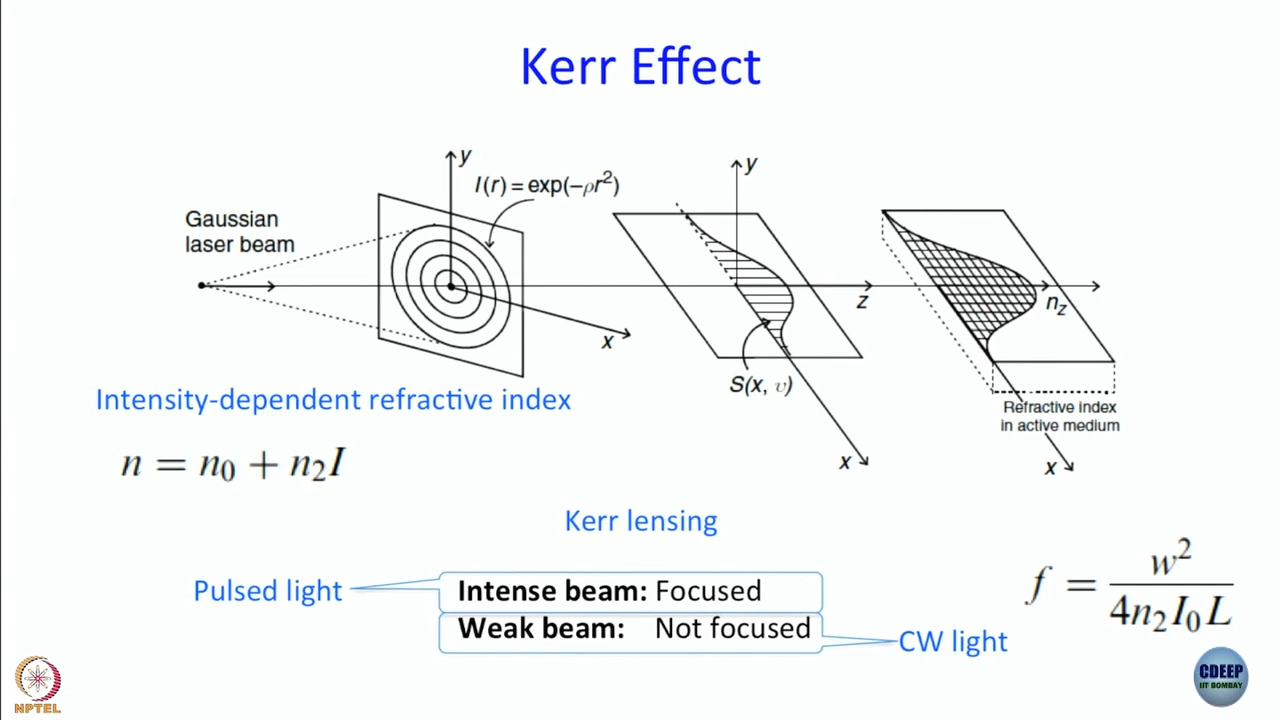 Kerr Effect
y
I(r) = exp(−ρr²)
Gaussian
laser beam
x
y
z
S(x, υ)
x
n_z
Refractive index
in active medium
x
Intensity-dependent refractive index
n = n₀ + n₂I
Kerr lensing
Pulsed light
Intense beam: Focused
Weak beam: Not focused
CW light
f = w² / 4n₂I₀L
NPTEL
CDEEP
IIT BOMBAY